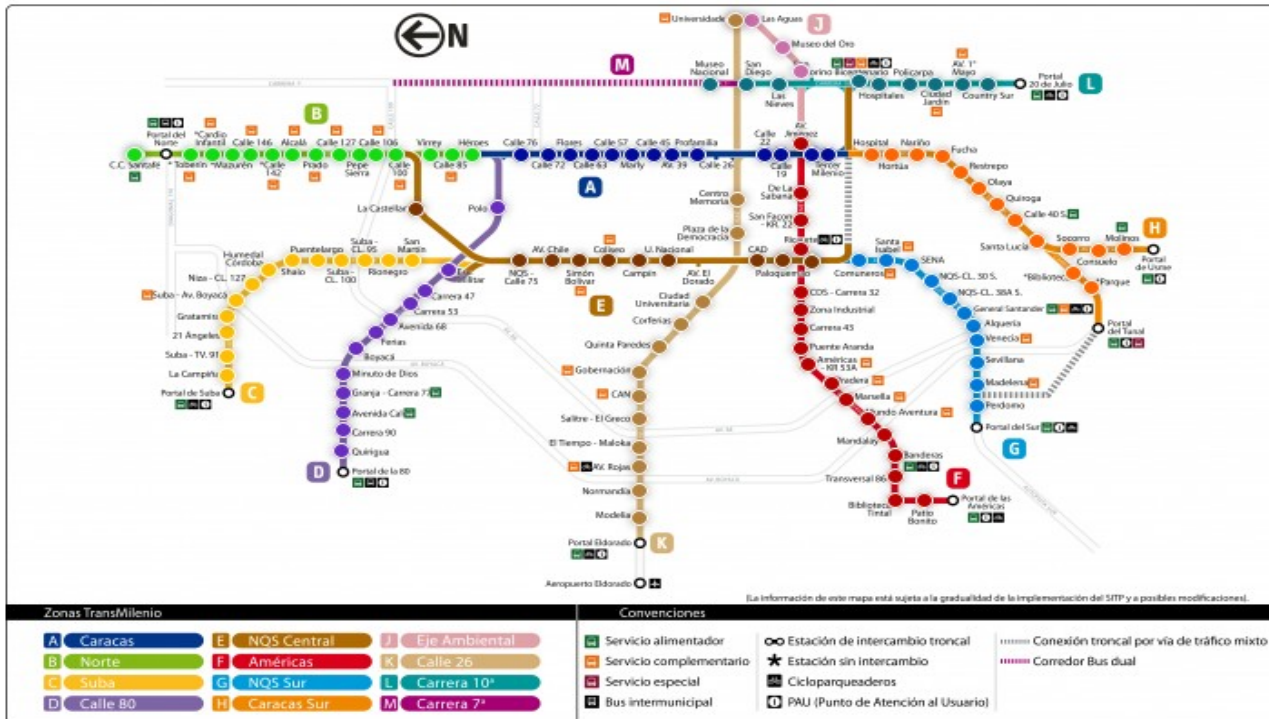 N
Universidades
Las Aguas
J
Museo del Oro
M
Museo
Nacional
San
Diego
Las
Nieves
Bicentenario
Hospitales
Policarpa
Ciudad
Jardín
AV. 1°
Mayo
Country Sur
Portal
20 de Julio
L
CARRERA 7
B
Portal del
Norte
C.C. Santafé
* Toberín
*Cardio
Infantil
*Mazurén
Calle 146
*Calle
142
Alcalá
Prado
Calle 127
Pepe
Sierra
Calle 106
Calle
100
Virrey
Calle 85
Héroes
Calle 76
Calle 72
Flores
Calle 63
Calle 57
Marly
Calle 45
AV. 39
Profamilia
Calle 26
Calle
22
Calle
19
AV.
Jiménez
Tercer
Milenio
A
Hospital
Hortúa
Nariño
Fucha
Restrepo
Olaya
Quiroga
Calle 40 S.
Santa Lucía
Socorro
Consuelo
Molinos
H
Portal
de Usme
*Biblioteca
*Parque
Portal
del Tunal
La Castellana
Polo
Centro
Memoria
Plaza de la
Democracia
De La
Sabana
San Facon
-KR. 22
Ricaurte
Humedal
Córdoba
Niza - CL. 127
Suba - Av. Boyacá
Gratamira
21 Ángeles
Suba - TV. 91
La Campiña
Portal de Suba
C
Shaio
Puentelargo
Suba -
CL. 100
Suba
- CL. 95
Rionegro
San
Martín
Carrera 47
Carrera 53
Avenida 68
Ferias
Boyacá
Minuto de Dios
Granja - Carrera 77
Avenida Cali
Carrera 90
Quirigua
D
Portal de la 80
NQS -
Calle 75
AV. Chile
Simón
Bolívar
Coliseo
Campín
U. Nacional
AV. El
Dorado
CAD
Paloquemao
E
Ciudad
Universitaria
Corferias
Quinta Paredes
Gobernación
CAN
Salitre - El Greco
El Tiempo - Maloka
AV. Rojas
Normandía
Modelia
Portal Eldorado
K
Aeropuerto Eldorado
CDS - Carrera 32
Zona Industrial
Carrera 43
Puente Aranda
Américas
- KR 53A
Pradera
Marsella
Mundo Aventura
Mandalay
Banderas
Transversal 86
Biblioteca
Tintal
Patio
Bonito
F
Portal de las
Américas
Comuneros
Santa
Isabel
SENA
NQS-CL. 30 S.
NQS-CL. 38A S.
General Santander
Alquería
Venecia
Sevillana
Madelena
Perdomo
Portal del Sur
G
(La información de este mapa está sujeta a la gradualidad de la implementación del SITP y a posibles modificaciones).
Zonas TransMilenio
A Caracas
B Norte
C Suba
D Calle 80
E NQS Central
F Américas
G NQS Sur
H Caracas Sur
J Eje Ambiental
K Calle 26
L Carrera 10ª
M Carrera 7ª
Convenciones
Servicio alimentador
Servicio complementario
Servicio especial
Bus intermunicipal
Estación de intercambio troncal
Estación sin intercambio
Cicloparqueaderos
PAU (Punto de Atención al Usuario)
Conexión troncal por vía de tráfico mixto
Corredor Bus dual